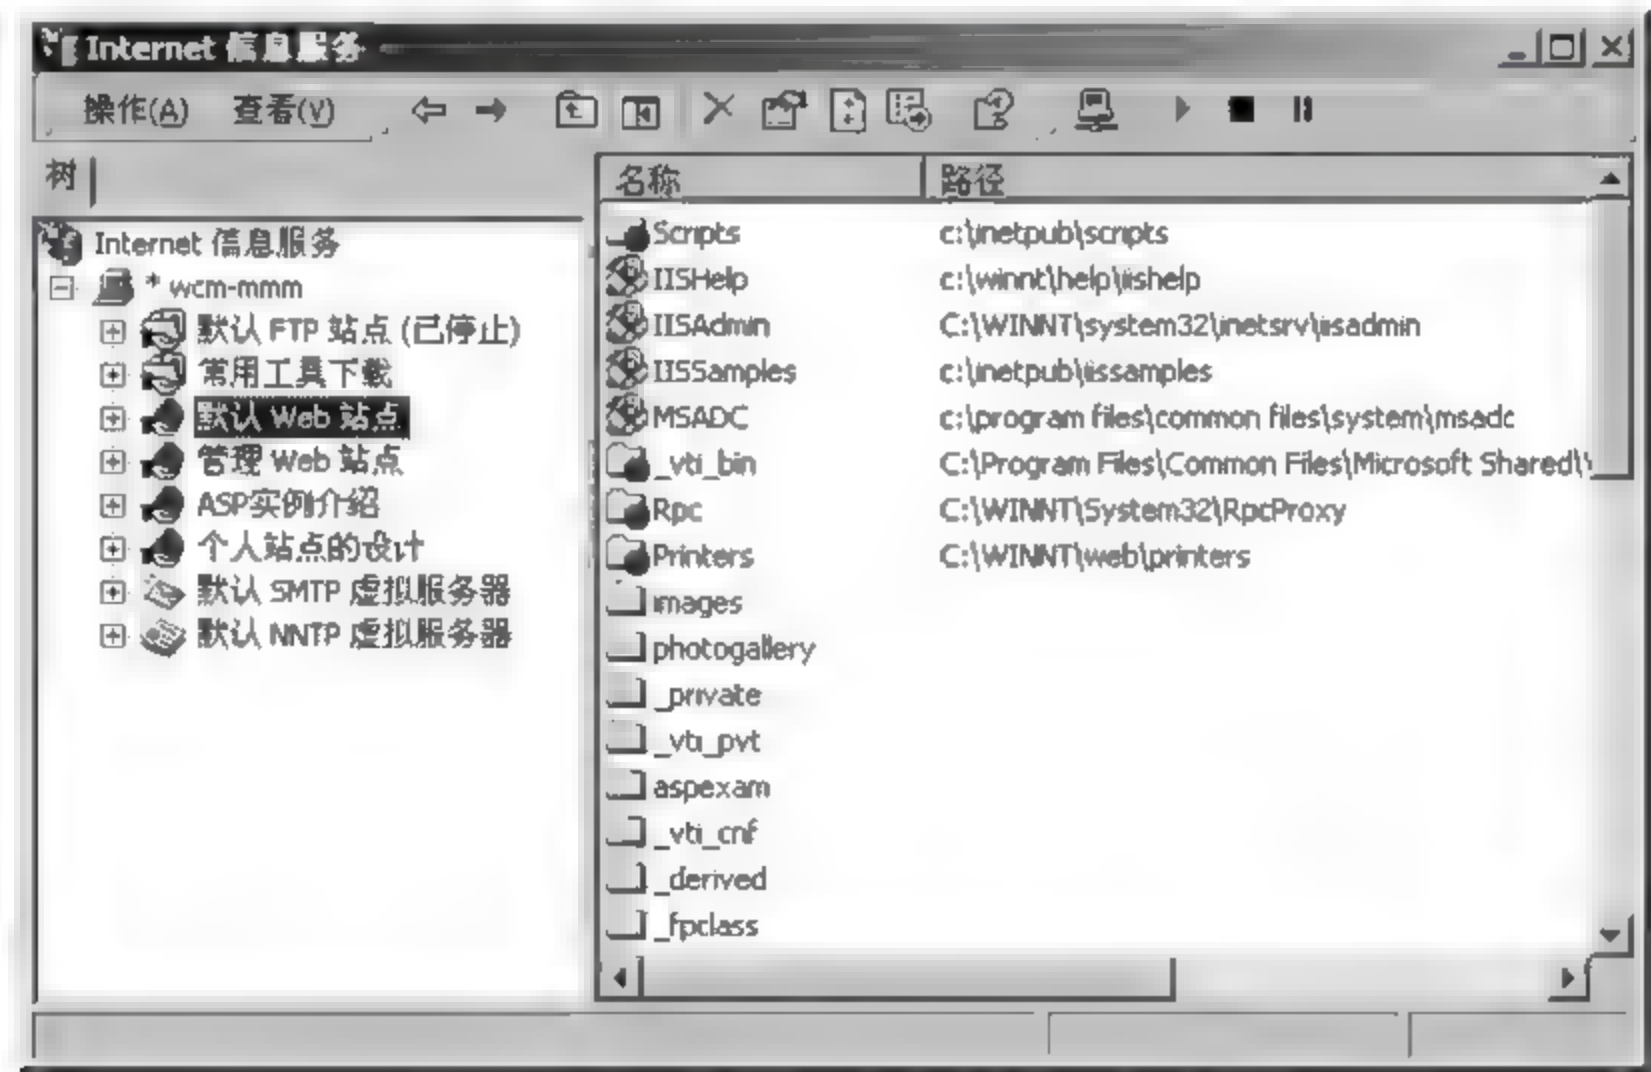 Internet 信息服务
操作(A) 查看(V)
树
Internet 信息服务
* wcm-mmm
默认 FTP 站点 (已停止)
常用工具下载
默认 Web 站点
管理 Web 站点
ASP实例介绍
个人站点的设计
默认 SMTP 虚拟服务器
默认 NNTP 虚拟服务器
名称 路径
Scripts c:\inetpub\scripts
IISHelp c:\winnt\help\iishelp
IISAdmin C:\WINNT\system32\inetsrv\iisadmin
IISSamples c:\inetpub\iissamples
MSADC c:\program files\common files\system\msadc
_vti_bin C:\Program Files\Common Files\Microsoft Shared\
Rpc C:\WINNT\System32\RpcProxy
Printers C:\WINNT\web\printers
images
photogallery
_private
_vti_pvt
aspexam
_vti_cnf
_derived
_fpclass